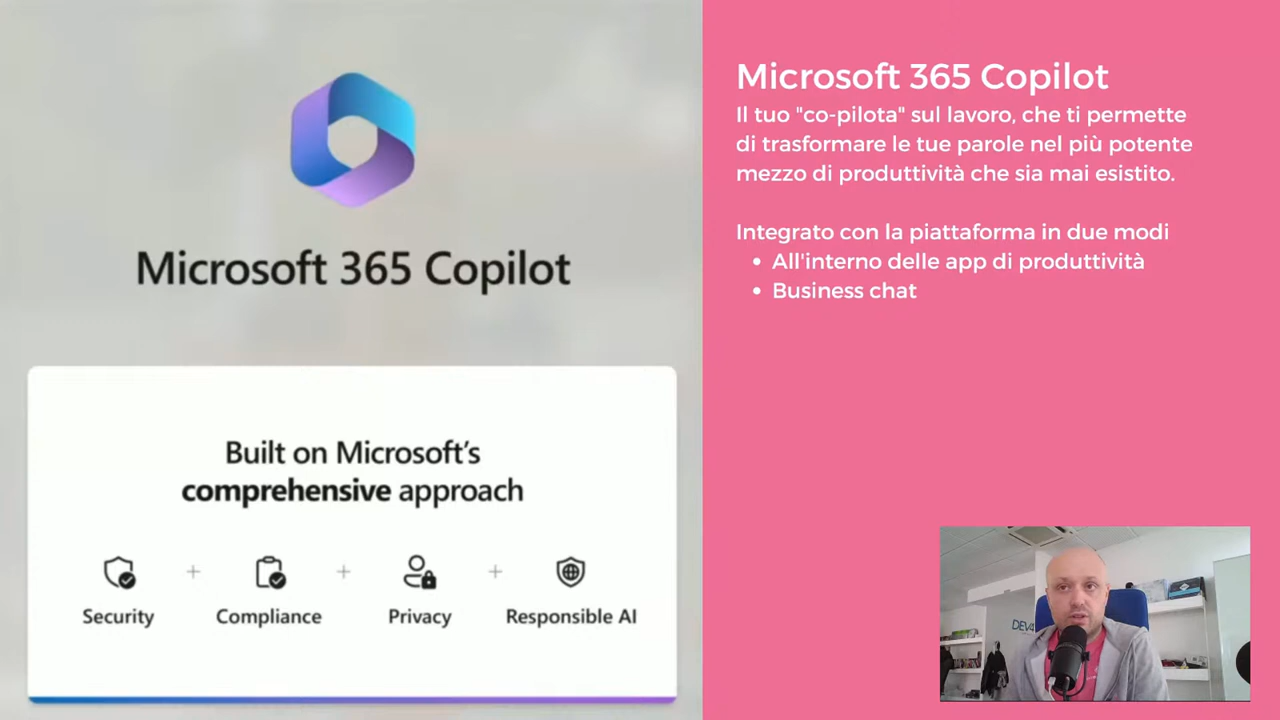 Microsoft 365 Copilot
Built on Microsoft's
comprehensive approach
Security + Compliance + Privacy + Responsible AI
Microsoft 365 Copilot
Il tuo "co-pilota" sul lavoro, che ti permette
di trasformare le tue parole nel più potente
mezzo di produttività che sia mai esistito.
Integrato con la piattaforma in due modi
• All'interno delle app di produttività
• Business chat